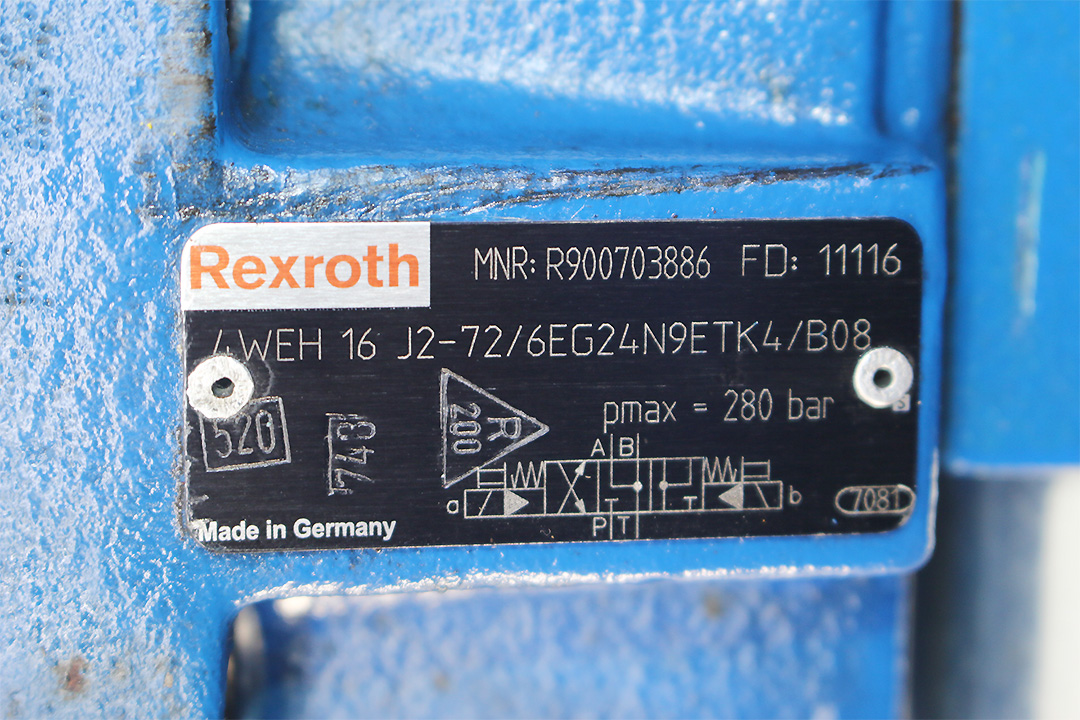 Rexroth
MNR: R900703886 FD: 11116
4WEH 16 J2-72/6EG24N9ETK4/B08
pmax = 280 bar
520
743
R
200
A B
a b
T T
P T
7081
Made in Germany